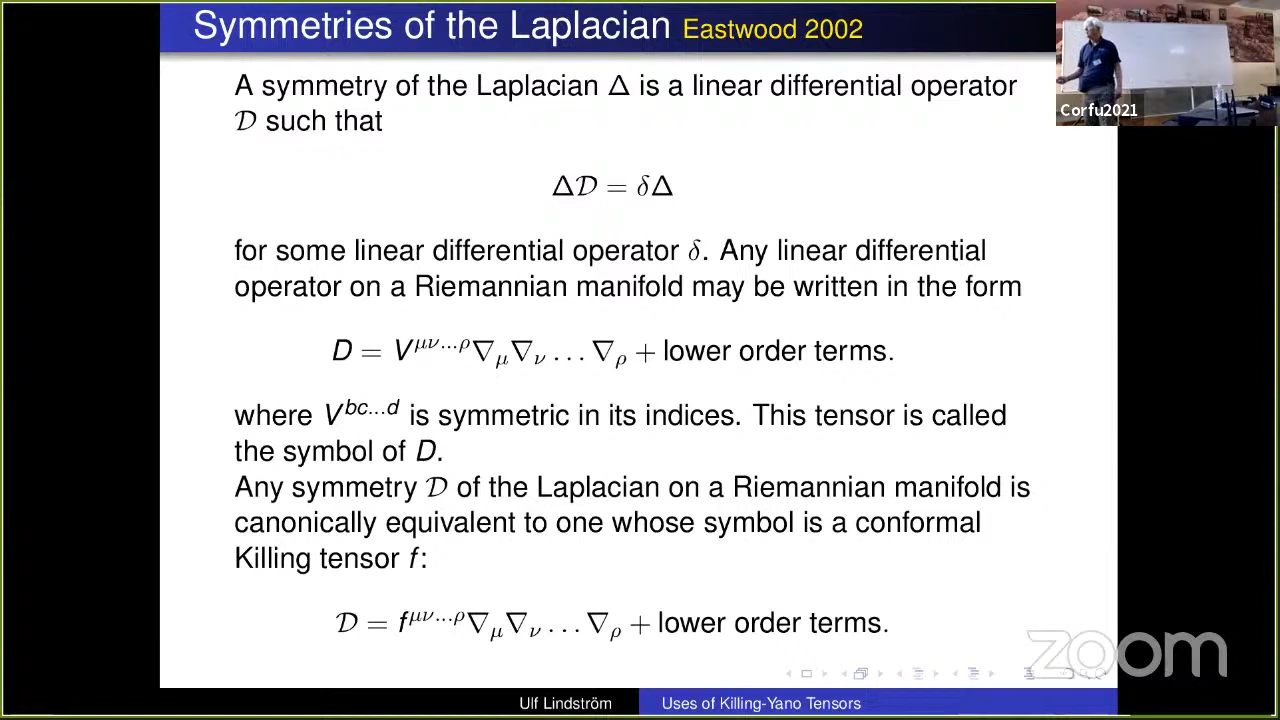 Symmetries of the Laplacian Eastwood 2002
A symmetry of the Laplacian Δ is a linear differential operator
𝒟 such that
Δ𝒟 = δΔ
for some linear differential operator δ. Any linear differential
operator on a Riemannian manifold may be written in the form
D = V^{μν...ρ}∇_μ∇_ν . . . ∇_ρ + lower order terms.
where V^{bc...d} is symmetric in its indices. This tensor is called
the symbol of D.
Any symmetry 𝒟 of the Laplacian on a Riemannian manifold is
canonically equivalent to one whose symbol is a conformal
Killing tensor f:
𝒟 = f^{μν...ρ}∇_μ∇_ν . . . ∇_ρ + lower order terms.
Corfu2021
zoom
Ulf Lindström
Uses of Killing-Yano Tensors